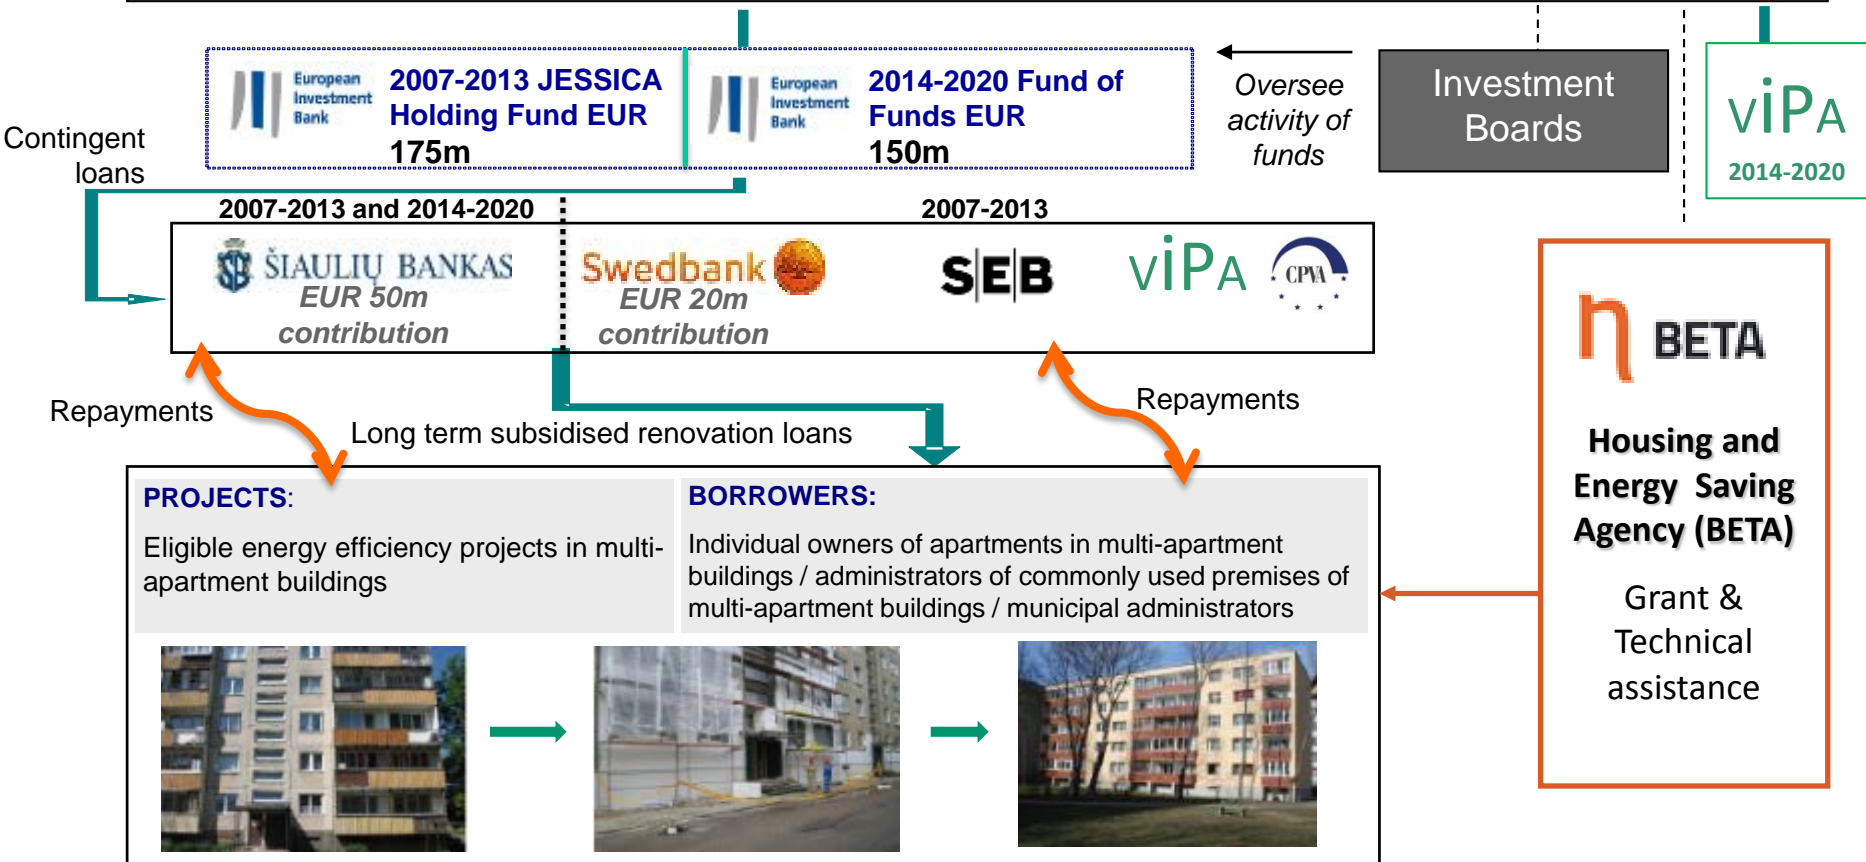 European
Investment
Bank
2007-2013 JESSICA
Holding Fund EUR
175m
European
Investment
Bank
2014-2020 Fund of
Funds EUR
150m
Oversee
activity of
funds
Investment
Boards
viPA
2014-2020
Contingent
loans
2007-2013 and 2014-2020
2007-2013
ŠB ŠIAULIŲ BANKAS
EUR 50m
contribution
Swedbank
EUR 20m
contribution
S|E|B
viPA
CPVA
Repayments
Long term subsidised renovation loans
Repayments
PROJECTS:
Eligible energy efficiency projects in multi-
apartment buildings
BORROWERS:
Individual owners of apartments in multi-apartment
buildings / administrators of commonly used premises of
multi-apartment buildings / municipal administrators
η BETA
Housing and
Energy Saving
Agency (BETA)
Grant &
Technical
assistance